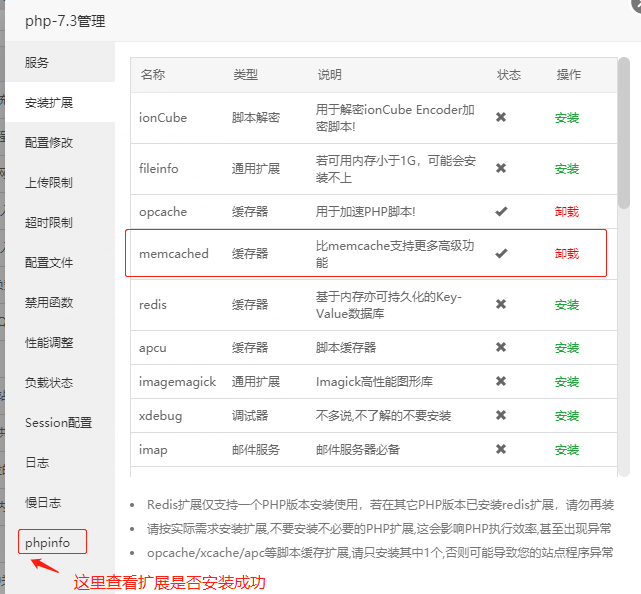 php-7.3管理
服务
安装扩展
配置修改
上传限制
超时限制
配置文件
禁用函数
性能调整
负载状态
Session配置
日志
慢日志
phpinfo
名称 类型 说明 状态 操作
ionCube 脚本解密 用于解密ionCube Encoder加
密脚本! 安装
fileinfo 通用扩展 若可用内存小于1G，可能会安
装不上 安装
opcache 缓存器 用于加速PHP脚本! 卸载
memcached 缓存器 比memcache支持更多高级功
能 卸载
redis 缓存器 基于内存亦可持久化的Key-
Value数据库 安装
apcu 缓存器 脚本缓存器 安装
imagemagick 通用扩展 Imagick高性能图形库 安装
xdebug 调试器 不多说,不了解的不要安装 安装
imap 邮件服务 邮件服务器必备 安装
Redis扩展仅支持一个PHP版本安装使用，若在其它PHP版本已安装redis扩展，请勿再装
请按实际需求安装扩展,不要安装不必要的PHP扩展,这会影响PHP执行效率,甚至出现异常
opcache/xcache/apc等脚本缓存扩展,请只安装其中1个,否则可能导致您的站点程序异常
这里查看扩展是否安装成功